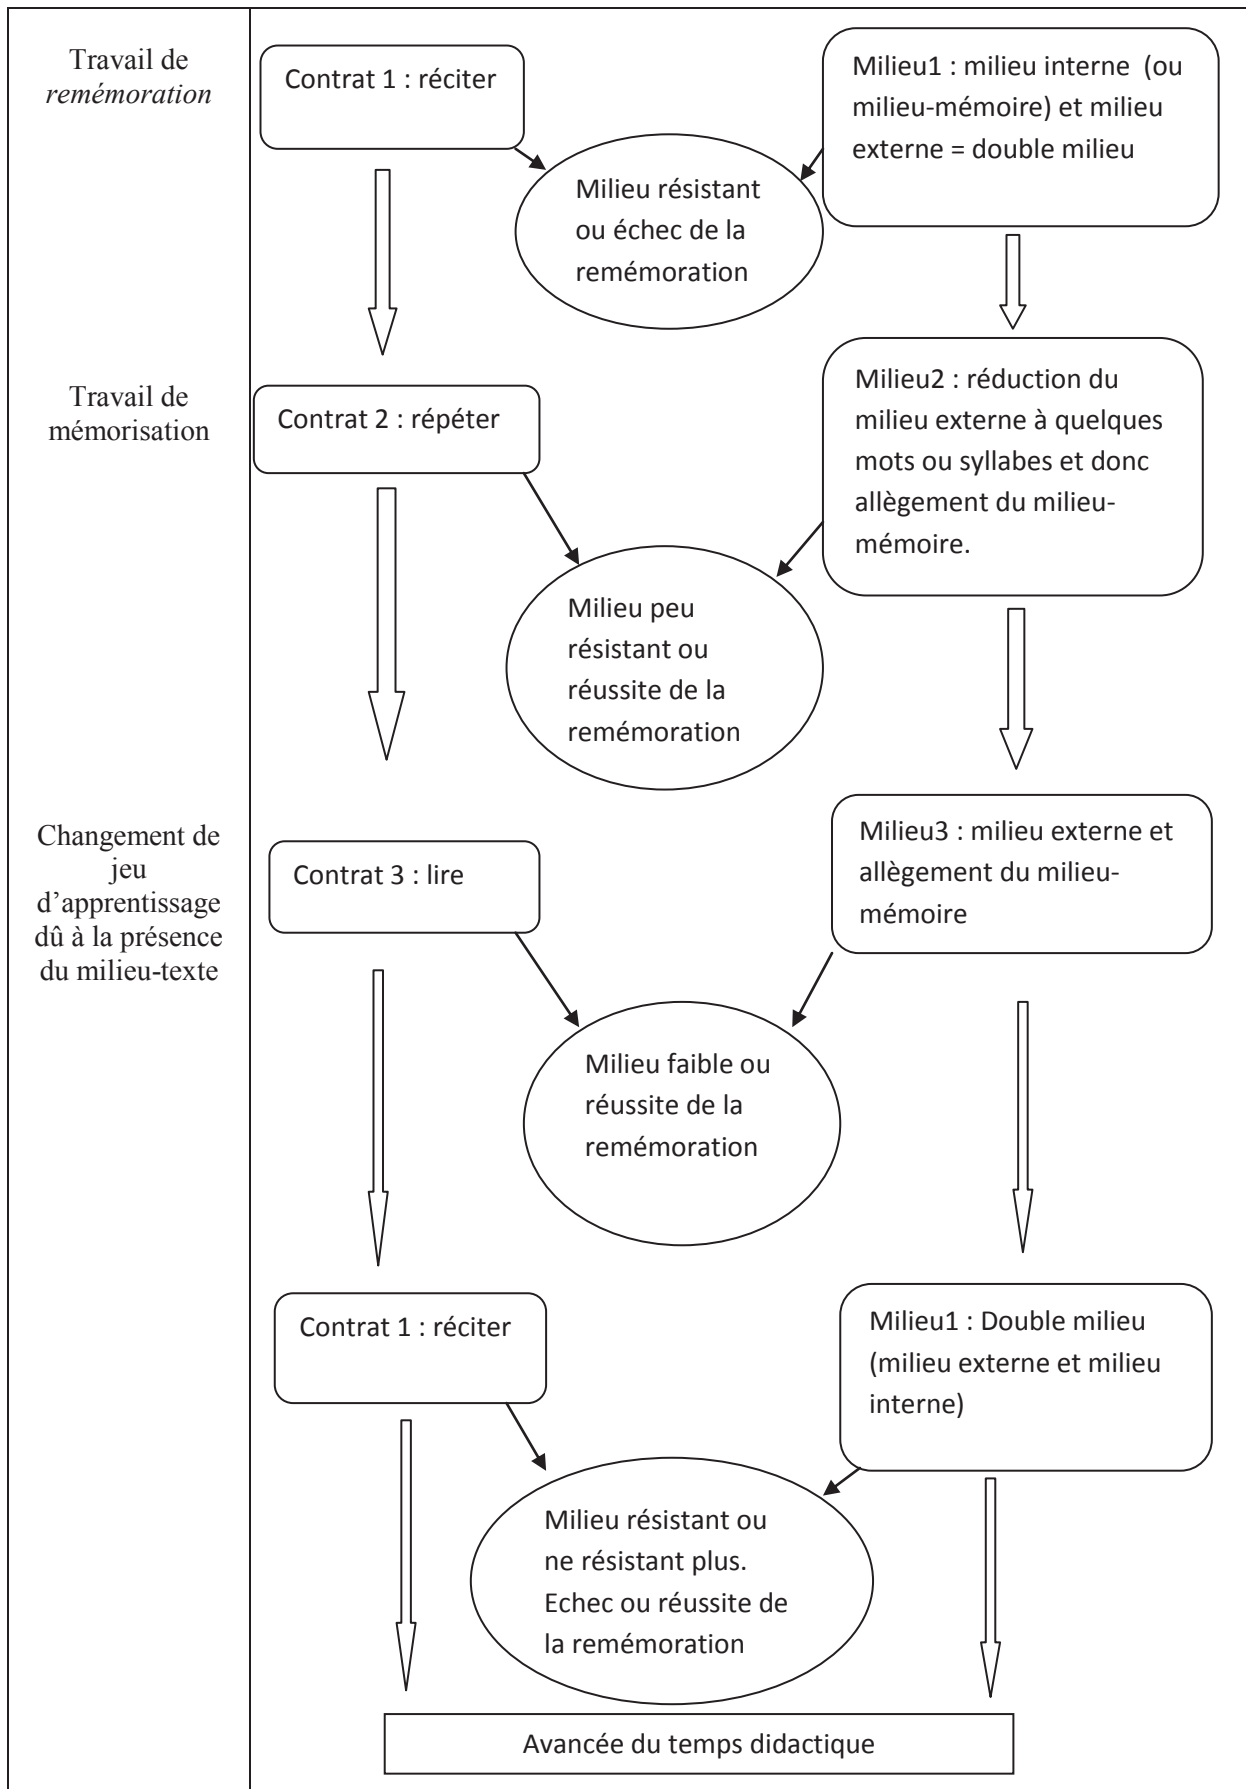 Travail de
remémoration
Contrat 1 : réciter
Milieu1 : milieu interne (ou
milieu-mémoire) et milieu
externe = double milieu
Milieu résistant
ou échec de la
remémoration
Travail de
mémorisation
Contrat 2 : répéter
Milieu2 : réduction du
milieu externe à quelques
mots ou syllabes et donc
allègement du milieu-
mémoire.
Milieu peu
résistant ou
réussite de la
remémoration
Changement de
jeu
d’apprentissage
dû à la présence
du milieu-texte
Contrat 3 : lire
Milieu3 : milieu externe et
allègement du milieu-
mémoire
Milieu faible ou
réussite de la
remémoration
Contrat 1 : réciter
Milieu1 : Double milieu
(milieu externe et milieu
interne)
Milieu résistant ou
ne résistant plus.
Echec ou réussite de
la remémoration
Avancée du temps didactique